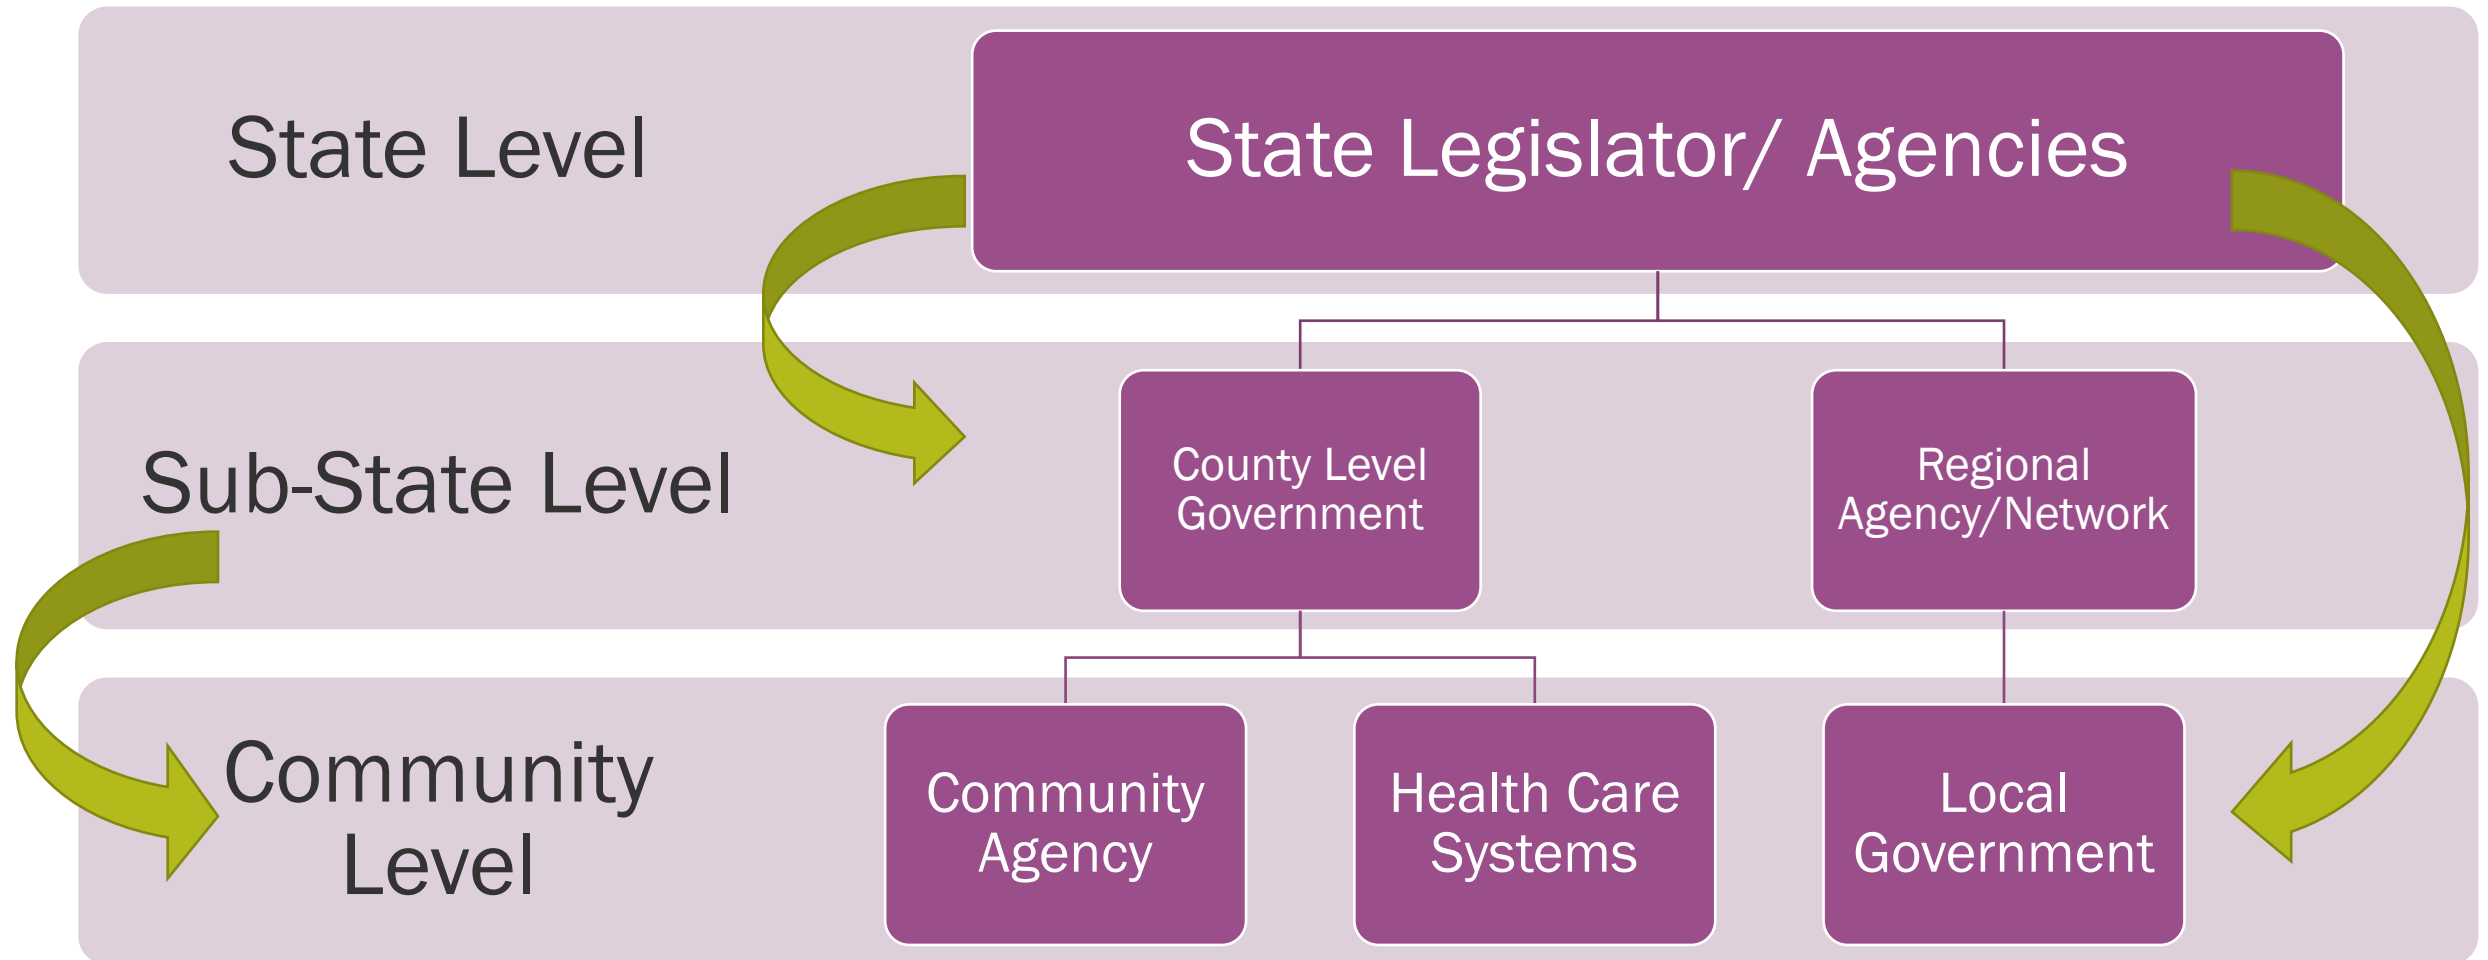 State Level
State Legislator/ Agencies
Sub-State Level
County Level
Government
Regional
Agency/Network
Community
Level
Community
Agency
Health Care
Systems
Local
Government